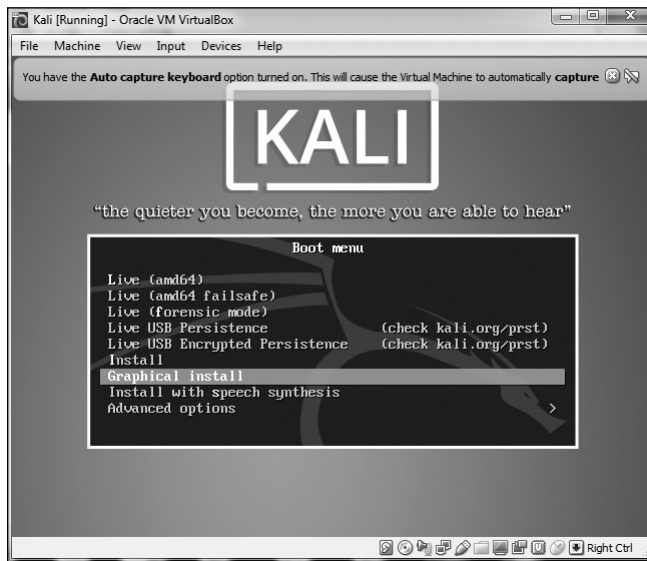 Kali [Running] - Oracle VM VirtualBox
File Machine View Input Devices Help
You have the Auto capture keyboard option turned on. This will cause the Virtual Machine to automatically capture
KALI
“the quieter you become, the more you are able to hear”
Boot menu
Live (amd64)
Live (amd64 failsafe)
Live (forensic mode)
Live USB Persistence (check kali.org/prst)
Live USB Encrypted Persistence (check kali.org/prst)
Install
Graphical install
Install with speech synthesis
Advanced options >
Right Ctrl